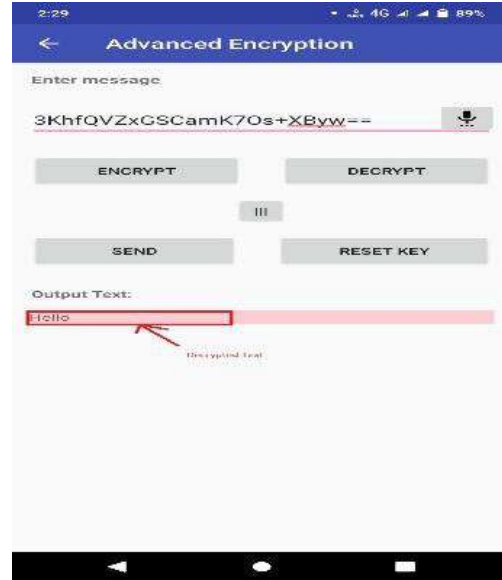 2:29 4G 89%
Advanced Encryption
Enter message
3KhfQVZxGSCamK7Os+XByw==
ENCRYPT DECRYPT
III
SEND RESET KEY
Output Text:
Hello
Decrypted text